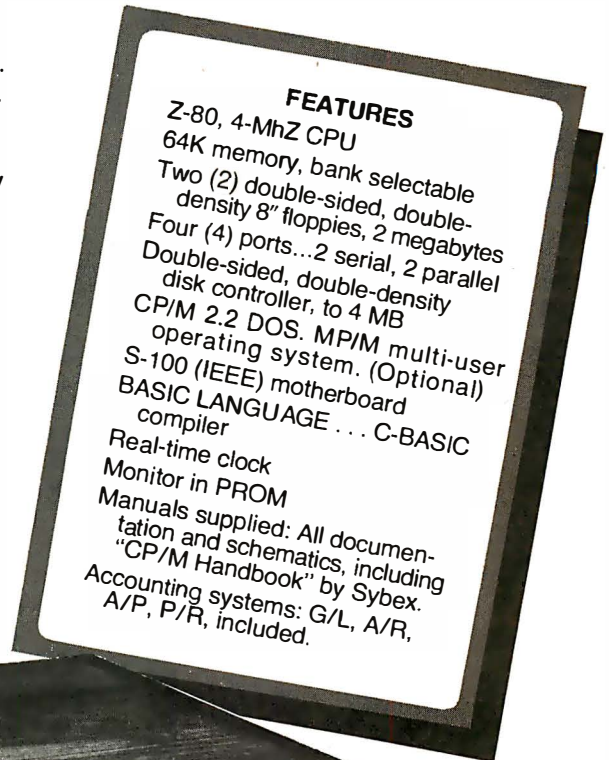 FEATURES
Z-80, 4-MhZ CPU
64K memory, bank selectable
Two (2) double-sided, double-
density 8" floppies, 2 megabytes
Four (4) ports...2 serial, 2 parallel
Double-sided, double-density
disk controller, to 4 MB
CP/M 2.2 DOS. MP/M multi-user
operating system. (Optional)
S-100 (IEEE) motherboard
BASIC LANGUAGE . . . C-BASIC
compiler
Real-time clock
Monitor in PROM
Manuals supplied: All documen-
tation and schematics, including
"CP/M Handbook" by Sybex.
Accounting systems: G/L, A/R,
A/P, P/R, included.